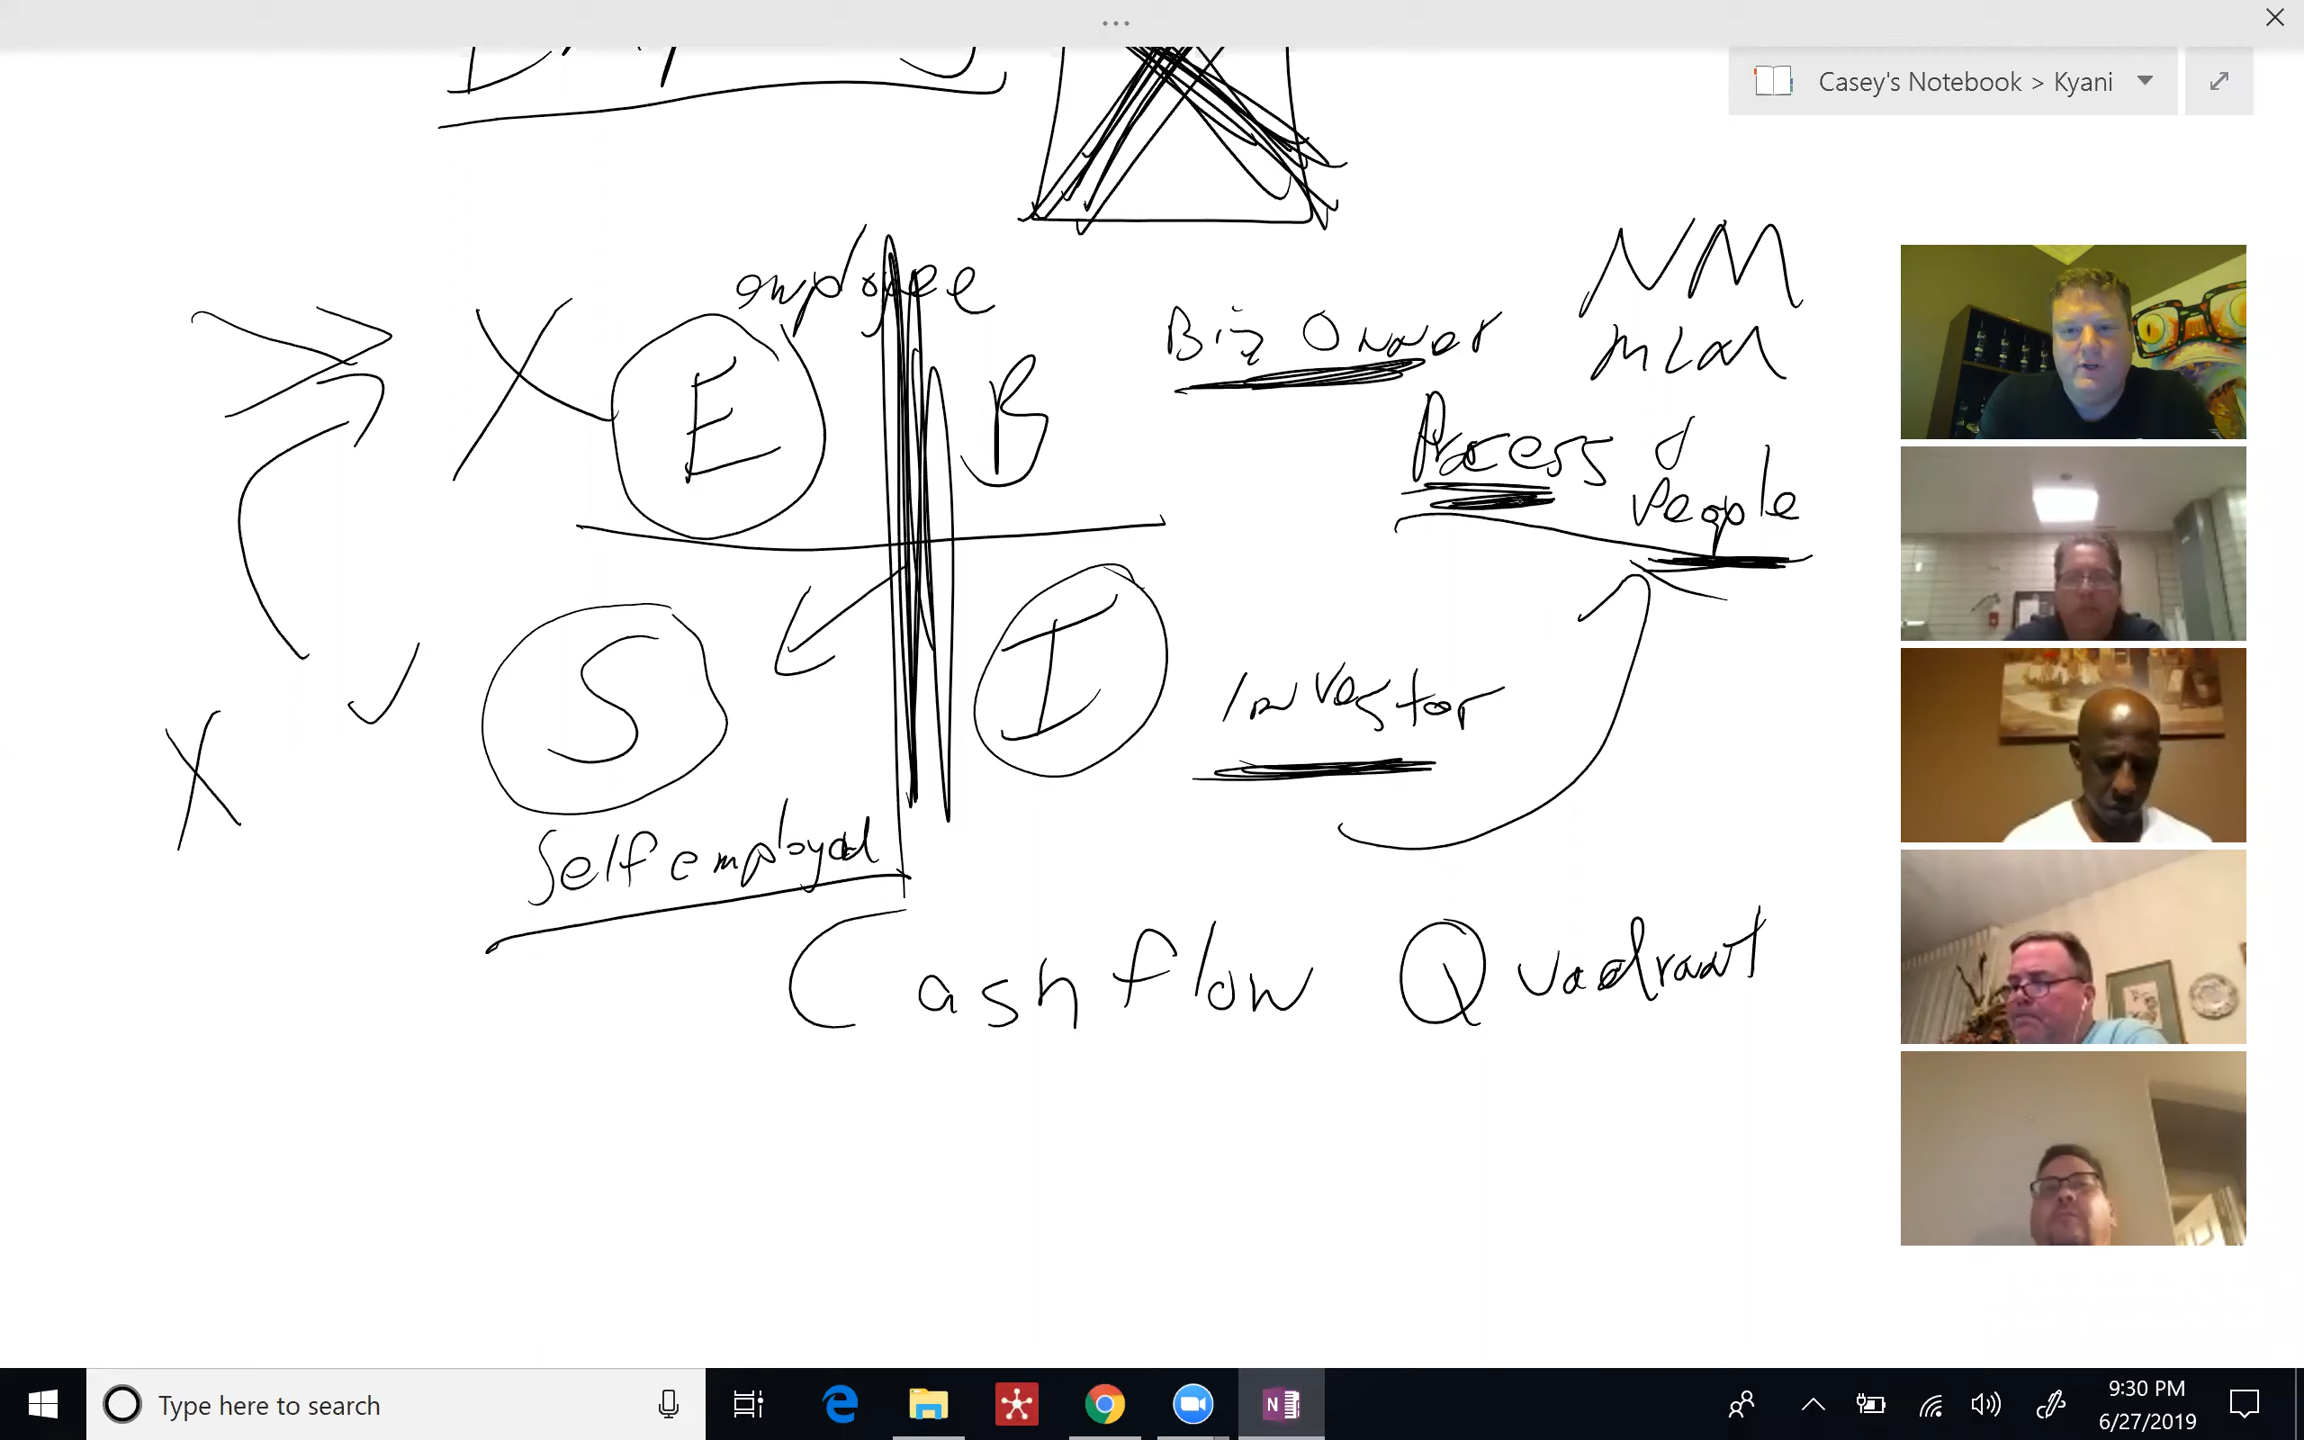 ...
Casey's Notebook > Kyani
employee
NM
Biz Owner
MLM
X
E
B
Process &
People
S
I
Investor
X
Self employed
Cashflow Quadrant
Type here to search
N
9:30 PM
6/27/2019